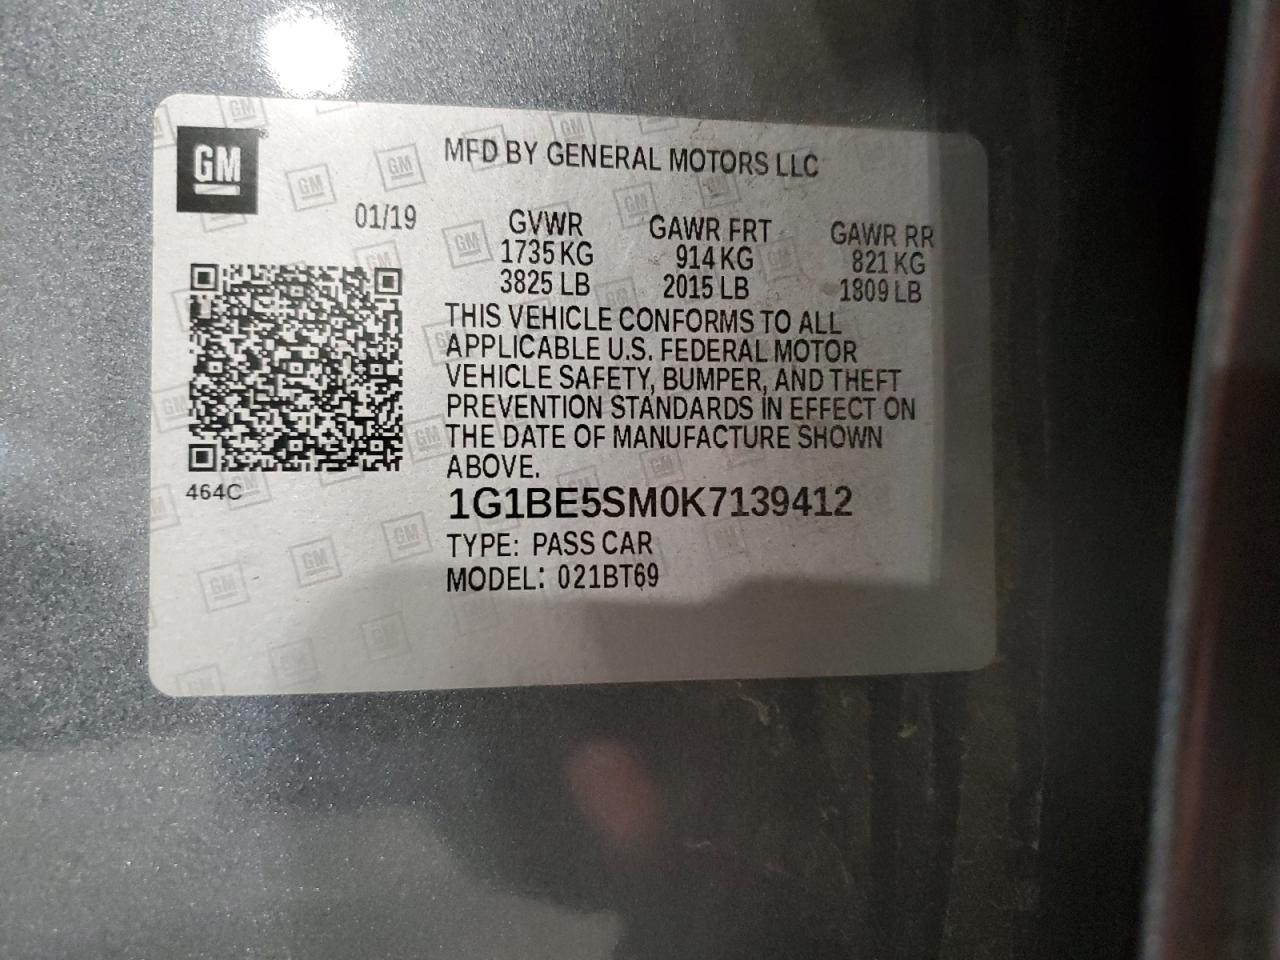 GM
MFD BY GENERAL MOTORS LLC
01/19
GVWR GAWR FRT GAWR RR
1735 KG 914 KG 821 KG
3825 LB 2015 LB 1809 LB
THIS VEHICLE CONFORMS TO ALL
APPLICABLE U.S. FEDERAL MOTOR
VEHICLE SAFETY, BUMPER, AND THEFT
PREVENTION STANDARDS IN EFFECT ON
THE DATE OF MANUFACTURE SHOWN
ABOVE.
464C
1G1BE5SM0K7139412
TYPE: PASS CAR
MODEL: 021BT69